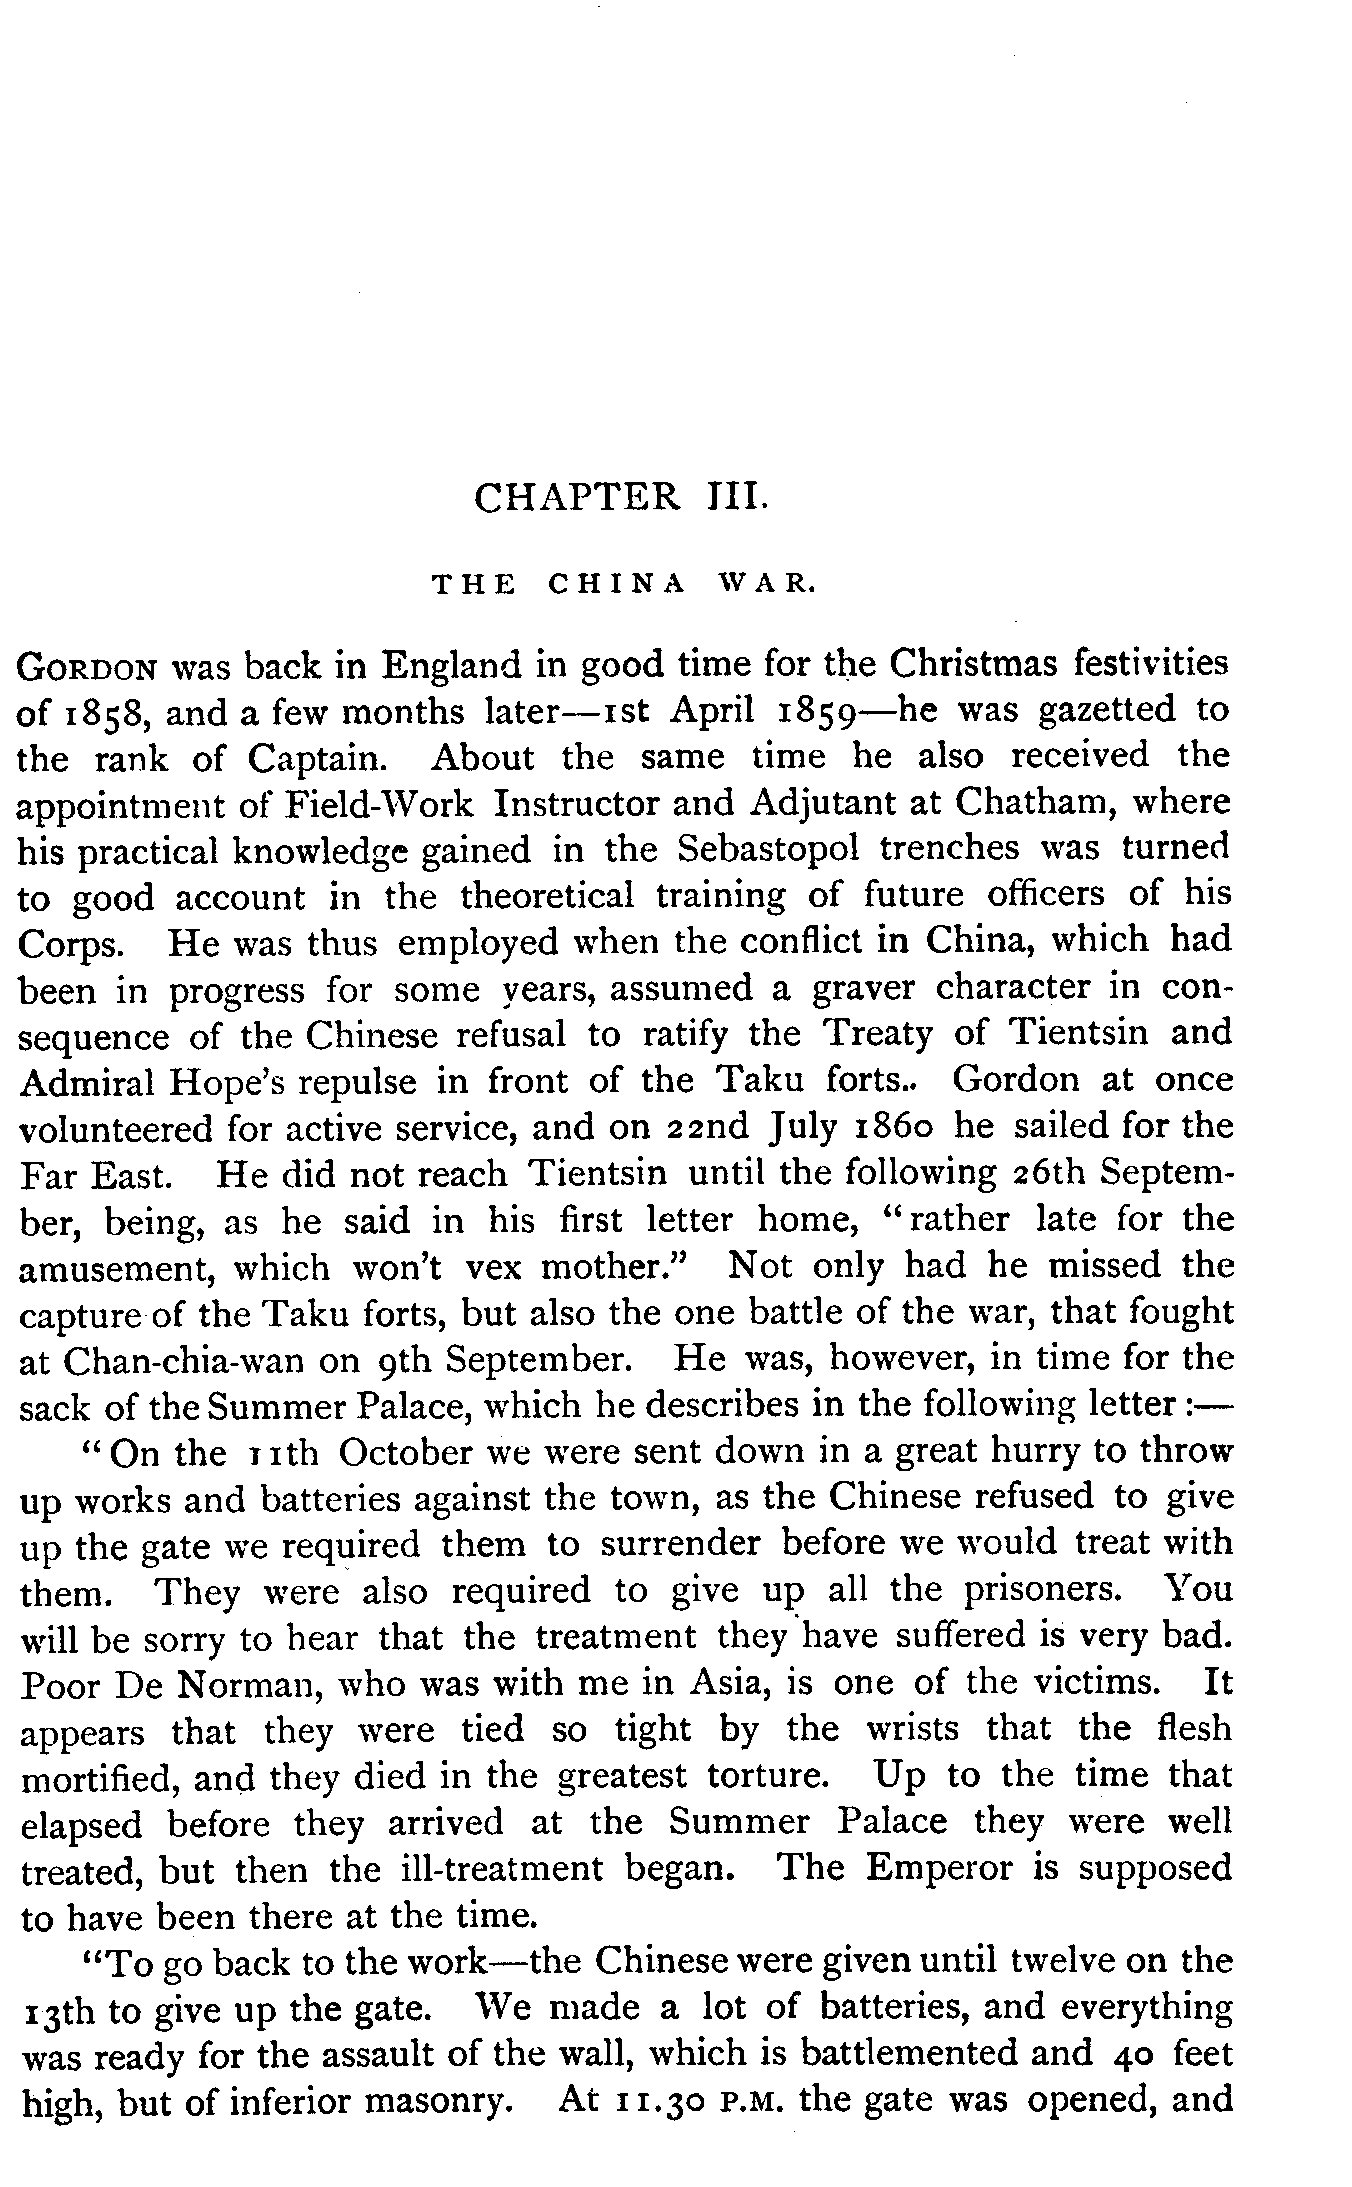 CHAPTER III.
THE CHINA WAR.
GORDON was back in England in good time for the Christmas festivities
of 1858, and a few months later—1st April 1859—he was gazetted to
the rank of Captain. About the same time he also received the
appointment of Field-Work Instructor and Adjutant at Chatham, where
his practical knowledge gained in the Sebastopol trenches was turned
to good account in the theoretical training of future officers of his
Corps. He was thus employed when the conflict in China, which had
been in progress for some years, assumed a graver character in con-
sequence of the Chinese refusal to ratify the Treaty of Tientsin and
Admiral Hope's repulse in front of the Taku forts.. Gordon at once
volunteered for active service, and on 22nd July 1860 he sailed for the
Far East. He did not reach Tientsin until the following 26th Septem-
ber, being, as he said in his first letter home, "rather late for the
amusement, which won't vex mother." Not only had he missed the
capture of the Taku forts, but also the one battle of the war, that fought
at Chan-chia-wan on 9th September. He was, however, in time for the
sack of the Summer Palace, which he describes in the following letter:—
"On the 11th October we were sent down in a great hurry to throw
up works and batteries against the town, as the Chinese refused to give
up the gate we required them to surrender before we would treat with
them. They were also required to give up all the prisoners. You
will be sorry to hear that the treatment they have suffered is very bad.
Poor De Norman, who was with me in Asia, is one of the victims. It
appears that they were tied so tight by the wrists that the flesh
mortified, and they died in the greatest torture. Up to the time that
elapsed before they arrived at the Summer Palace they were well
treated, but then the ill-treatment began. The Emperor is supposed
to have been there at the time.
"To go back to the work—the Chinese were given until twelve on the
13th to give up the gate. We made a lot of batteries, and everything
was ready for the assault of the wall, which is battlemented and 40 feet
high, but of inferior masonry. At 11.30 P.M. the gate was opened, and